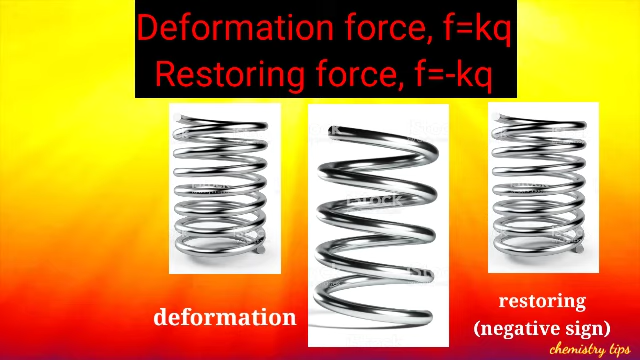 Deformation force, f=kq
Restoring force, f=-kq
deformation
restoring
(negative sign)
chemistry tips